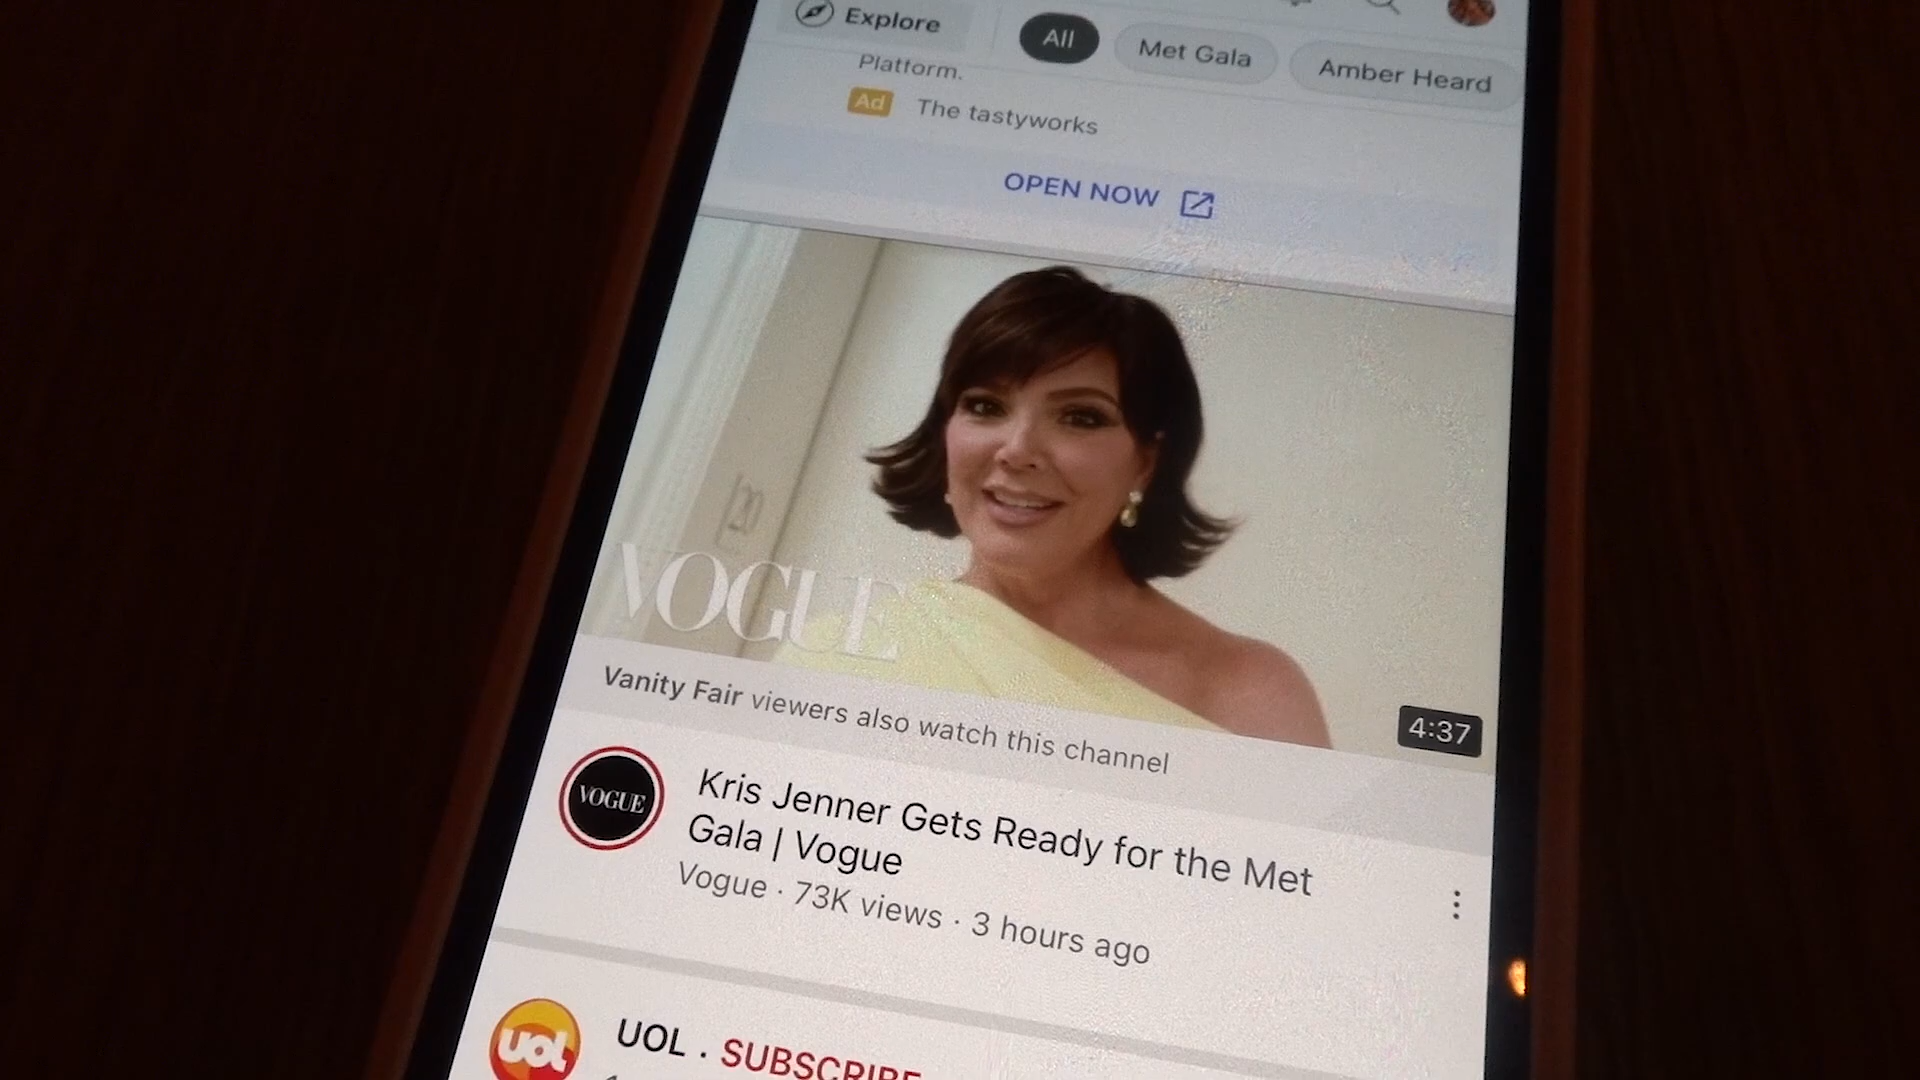 Explore
All
Met Gala
Amber Heard
Platform.
Ad The tastyworks
OPEN NOW
VOGUE
4:37
Vanity Fair viewers also watch this channel
VOGUE
Kris Jenner Gets Ready for the Met
Gala | Vogue
Vogue · 73K views · 3 hours ago
uol
UOL · SUBSCRIBE